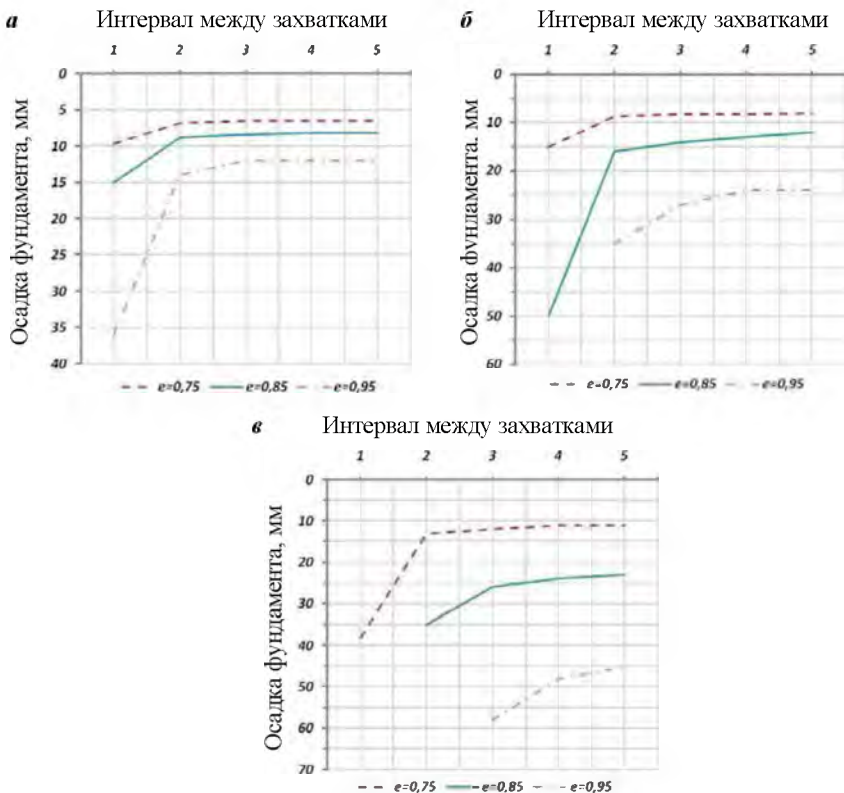 а Интервал между захватками
1 2 3 4 5
Осадка фундамента, мм
0
5
10
15
20
25
30
35
40
e=0,75 e=0,85 e=0,95
б Интервал между захватками
1 2 3 4 5
Осадка фундамента. мм
0
10
20
30
40
50
60
e=0,75 e=0,85 e=0,95
в Интервал между захватками
1 2 3 4 5
Осадка фундамента, мм
0
10
20
30
40
50
60
70
e=0,75 e=0,85 e=0,95